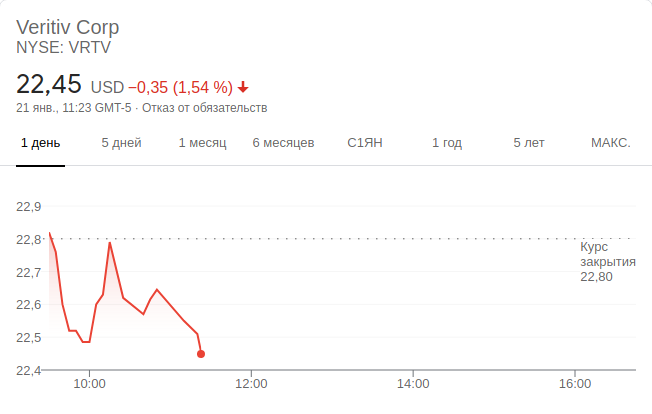 Veritiv Corp
NYSE: VRTV
22,45 USD −0,35 (1,54 %)
21 янв., 11:23 GMT-5 · Отказ от обязательств
1 день 5 дней 1 месяц 6 месяцев С1ЯН 1 год 5 лет МАКС.
22,9
22,8
22,7
22,6
22,5
22,4
Курс
закрытия
22,80
10:00 12:00 14:00 16:00